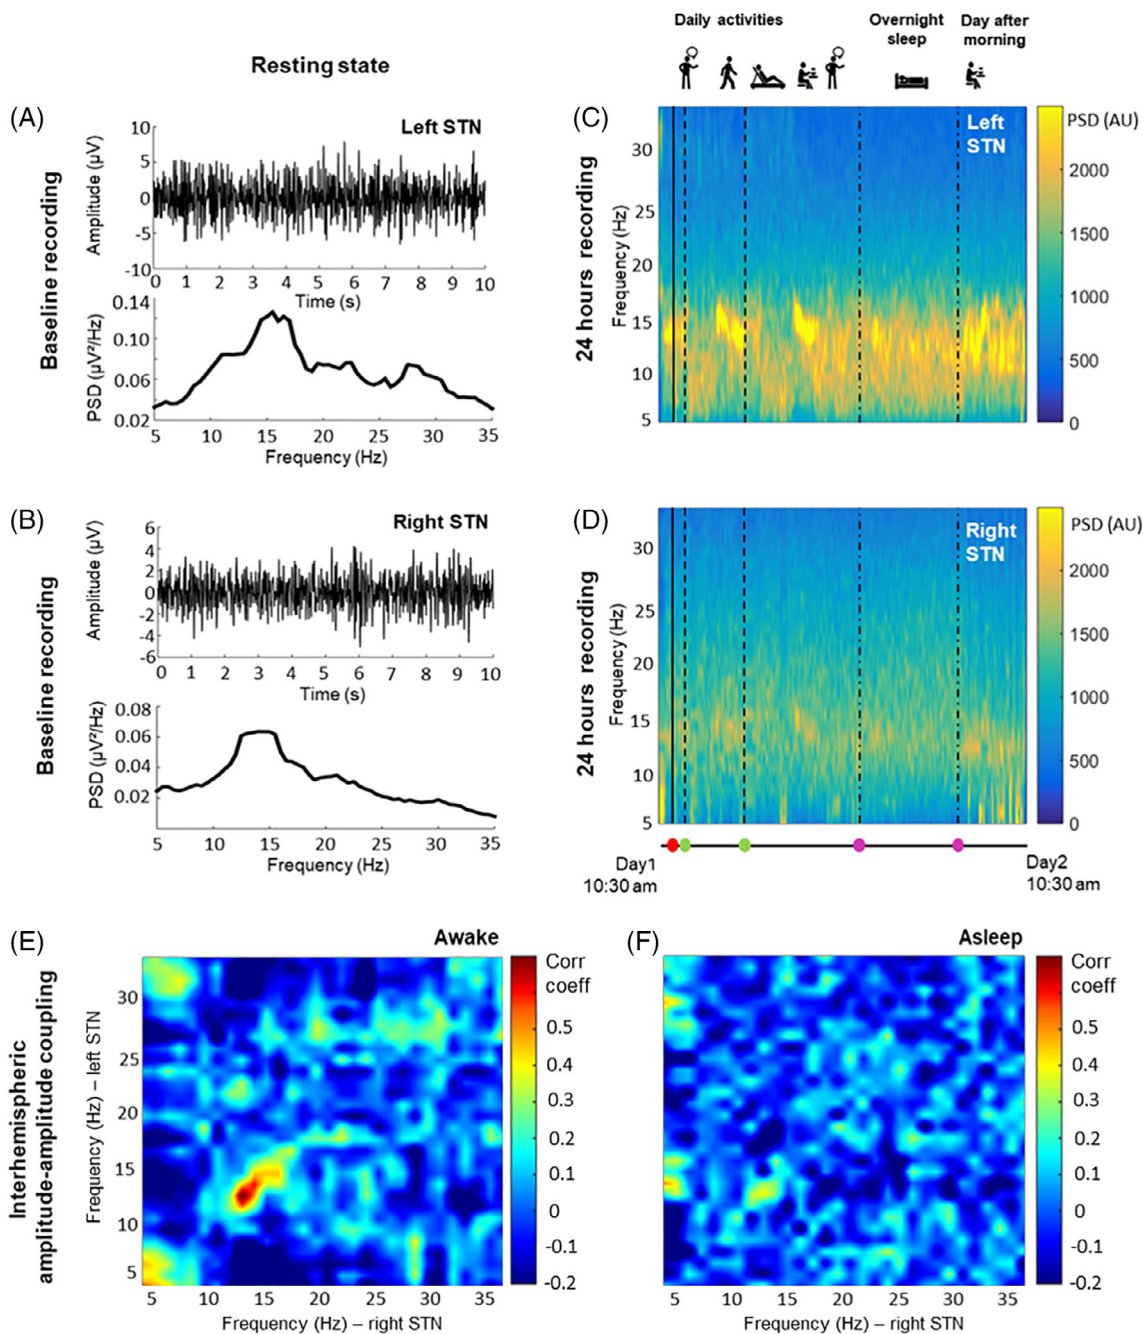 Daily activities
Overnight sleep
Day after morning
Resting state
(A)
Baseline recording
Left STN
Amplitude (µV)
10
5
0
-5
-10
0 1 2 3 4 5 6 7 8 9 10
Time (s)
PSD (µV²/Hz)
0.14
0.10
0.06
0.02
5 10 15 20 25 30 35
Frequency (Hz)
(C)
24 hours recording
Left STN
Frequency (Hz)
30
25
20
15
10
5
PSD (AU)
2000
1500
1000
500
0
(B)
Baseline recording
Right STN
Amplitude (µV)
6
4
2
0
-2
-4
-6
0 1 2 3 4 5 6 7 8 9 10
Time (s)
PSD (µV²/Hz)
0.08
0.06
0.04
0.02
5 10 15 20 25 30 35
Frequency (Hz)
(D)
24 hours recording
Right STN
Frequency (Hz)
30
25
20
15
10
5
PSD (AU)
2000
1500
1000
500
0
Day1
10:30 am
Day2
10:30 am
(E)
Interhemispheric
amplitude-amplitude coupling
Awake
Frequency (Hz) – left STN
30
25
20
15
10
5
5 10 15 20 25 30 35
Frequency (Hz) – right STN
Corr
coeff
0.5
0.4
0.3
0.2
0.1
0
-0.1
-0.2
(F)
Asleep
5 10 15 20 25 30 35
Frequency (Hz) – right STN
Corr
coeff
0.5
0.4
0.3
0.2
0.1
0
-0.1
-0.2